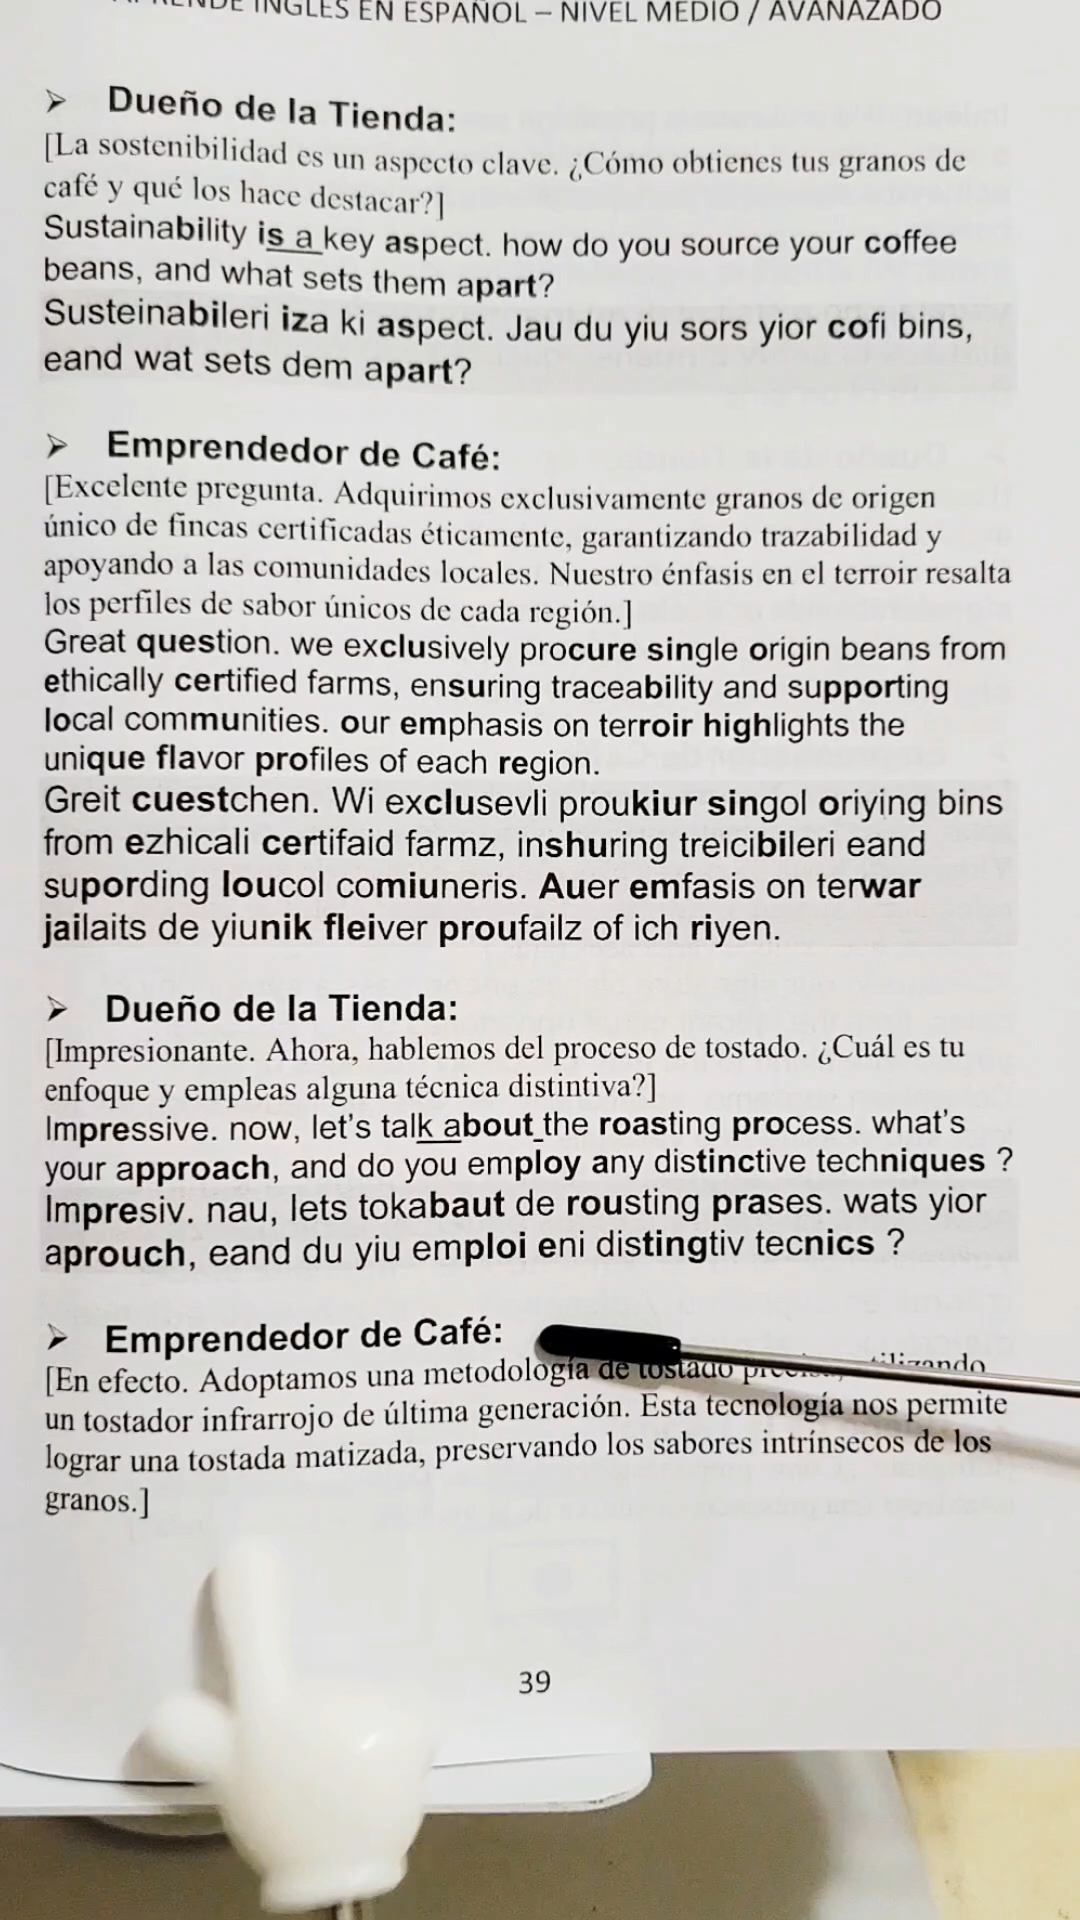 INGLÉS EN ESPAÑOL – NIVEL MEDIO / AVANAZADO
➢ Dueño de la Tienda:
[La sostenibilidad es un aspecto clave. ¿Cómo obtienes tus granos de
café y qué los hace destacar?]
Sustainability is a key aspect. how do you source your coffee
beans, and what sets them apart?
Susteinabileri iza ki aspect. Jau du yiu sors yior cofi bins,
eand wat sets dem apart?
➢ Emprendedor de Café:
[Excelente pregunta. Adquirimos exclusivamente granos de origen
único de fincas certificadas éticamente, garantizando trazabilidad y
apoyando a las comunidades locales. Nuestro énfasis en el terroir resalta
los perfiles de sabor únicos de cada región.]
Great question. we exclusively procure single origin beans from
ethically certified farms, ensuring traceability and supporting
local communities. our emphasis on terroir highlights the
unique flavor profiles of each region.
Greit cuestchen. Wi exclusevli proukiur singol oriying bins
from ezhicali certifaid farmz, inshuring treicibileri eand
supording loucol comiuneris. Auer emfasis on terwar
jailaits de yiunik fleiver proufailz of ich riyen.
➢ Dueño de la Tienda:
[Impresionante. Ahora, hablemos del proceso de tostado. ¿Cuál es tu
enfoque y empleas alguna técnica distintiva?]
Impressive. now, let's talk about the roasting process. what's
your approach, and do you employ any distinctive techniques ?
Impresiv. nau, lets tokabaut de rousting prases. wats yior
aprouch, eand du yiu emploi eni distingtiv tecnics ?
➢ Emprendedor de Café:
[En efecto. Adoptamos una metodología de tostado
un tostador infrarrojo de última generación. Esta tecnología nos permite
lograr una tostada matizada, preservando los sabores intrínsecos de los
granos.]
39